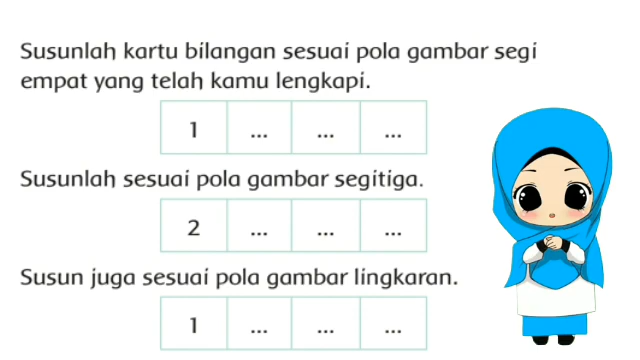 Susunlah kartu bilangan sesuai pola gambar segi
empat yang telah kamu lengkapi.
1 ... ... ...
Susunlah sesuai pola gambar segitiga.
2 ... ... ...
Susun juga sesuai pola gambar lingkaran.
1 ... ... ...